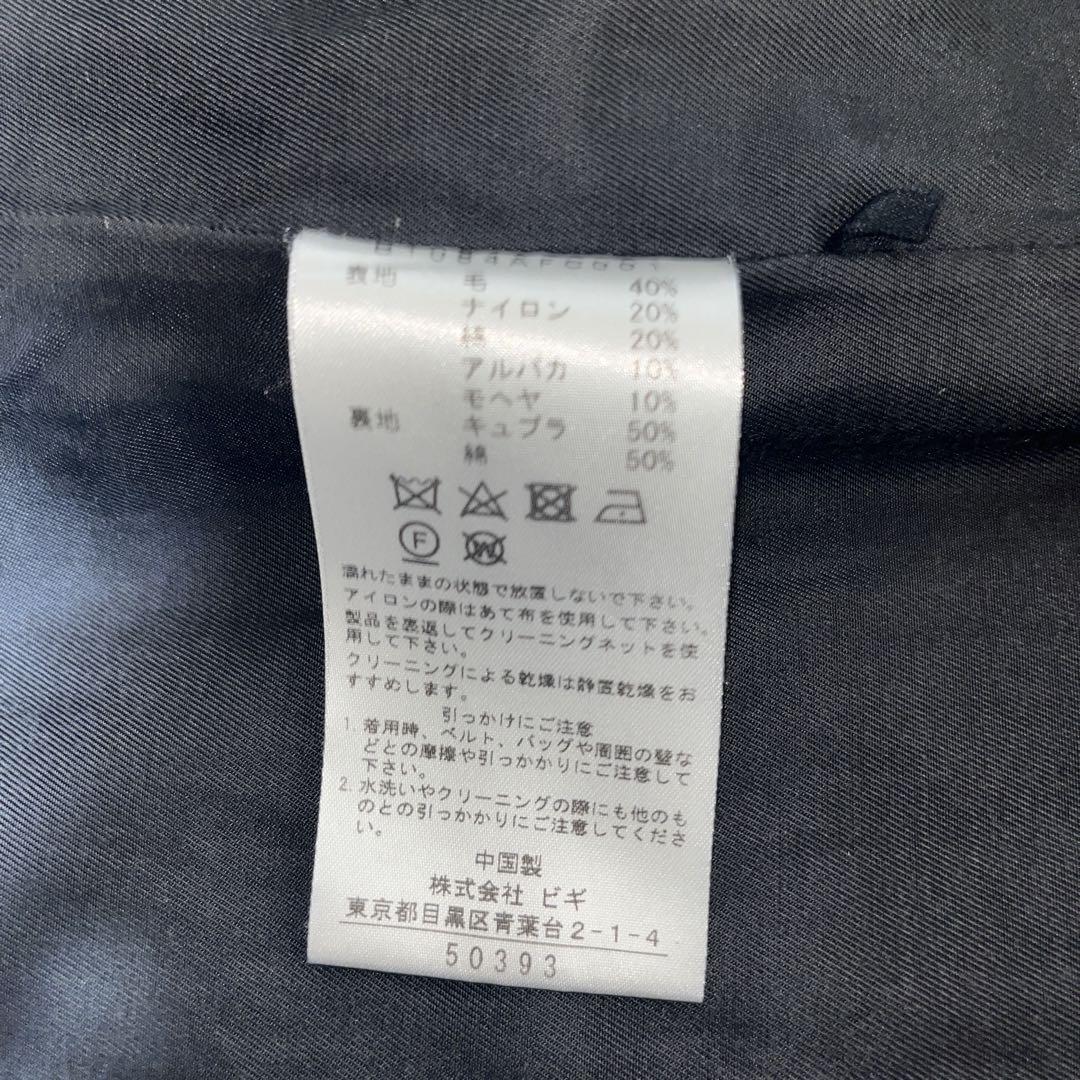 表地 毛 40%
ナイロン 20%
綿 20%
アルパカ 10%
モヘヤ 10%
裏地 キュプラ 50%
綿 50%
F W
濡れたままの状態で放置しないで下さい。
アイロンの際はあて布を使用して下さい。
製品を裏返してクリーニングネットを使
用して下さい。
クリーニングによる乾燥は静置乾燥をお
すすめします。
引っかけにご注意
1. 着用時、ベルト、バッグや周囲の壁な
どとの摩擦や引っかかりにご注意して
下さい。
2. 水洗いやクリーニングの際にも他のも
のとの引っかかりにご注意してくださ
い。
中国製
株式会社 ビギ
東京都目黒区青葉台2-1-4
50393